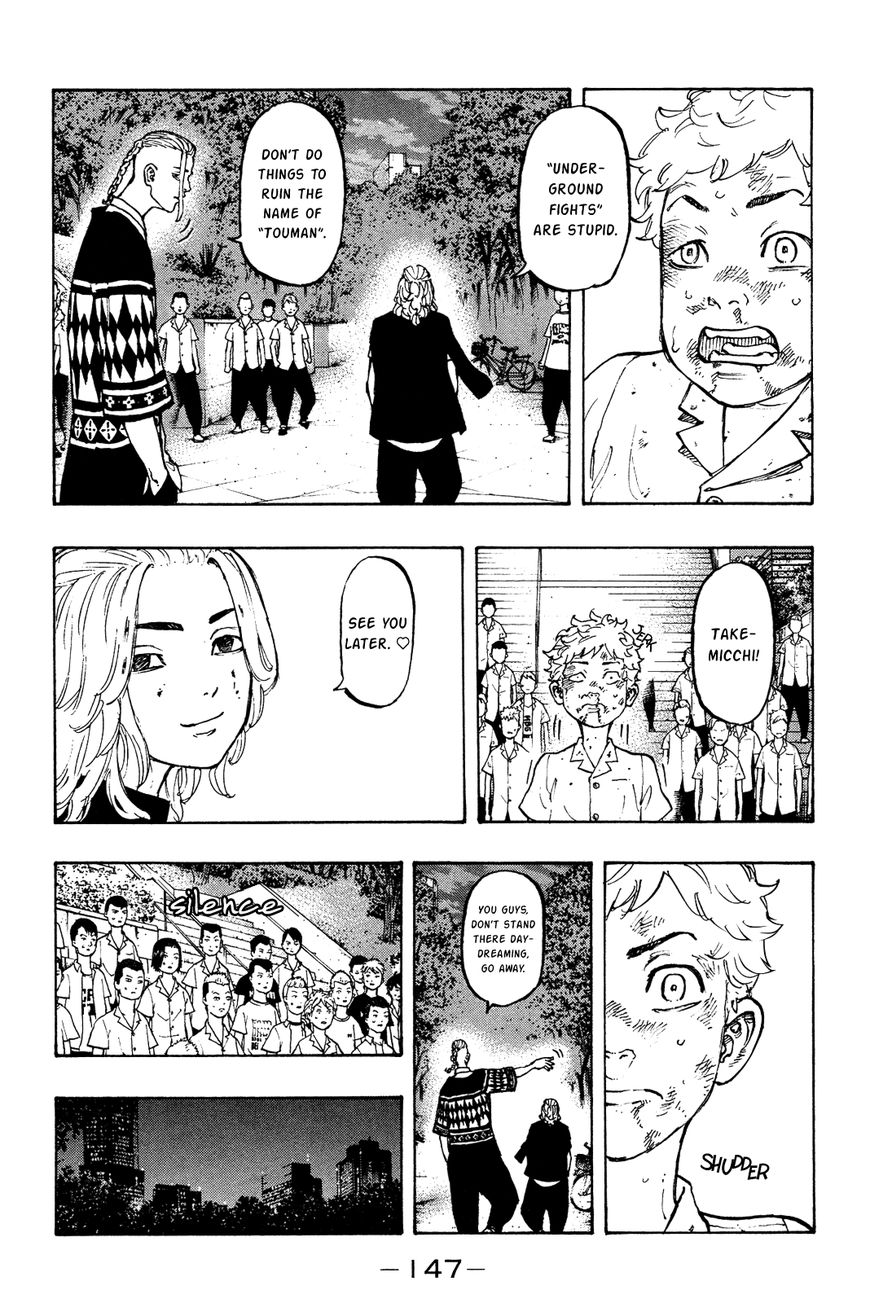 "UNDER-
GROUND
FIGHTS"
ARE STUPID.
DON'T DO
THINGS TO
RUIN THE
NAME OF
"TOUMAN".
TAKE-
MICCHI!
SEE YOU
LATER. ♡
SHUDDER
YOU GUYS,
DON'T STAND
THERE DAY-
DREAMING,
GO AWAY.
silence
–147–